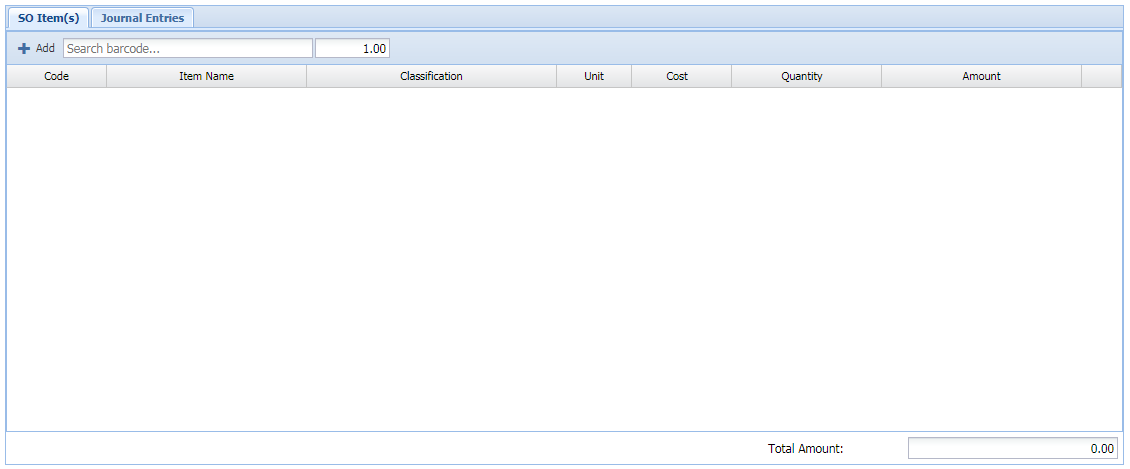 SO Item(s) Journal Entries
Add Search barcode... 1.00
Code Item Name Classification Unit Cost Quantity Amount
Total Amount: 0.00